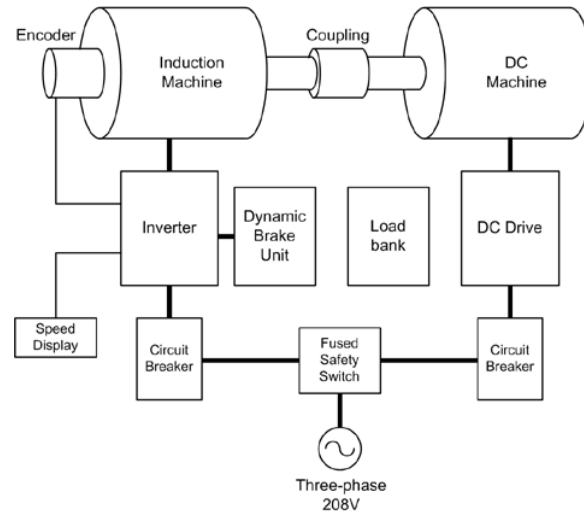 Encoder
Coupling
Induction
Machine
DC
Machine
Inverter
Dynamic
Brake
Unit
Load
bank
DC Drive
Speed
Display
Circuit
Breaker
Fused
Safety
Switch
Circuit
Breaker
Three-phase
208V